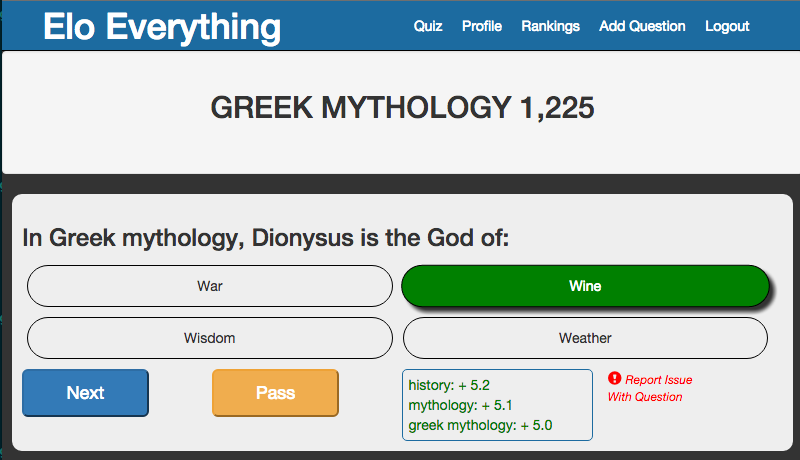 Elo Everything
Quiz Profile Rankings Add Question Logout
GREEK MYTHOLOGY 1,225
In Greek mythology, Dionysus is the God of:
War
Wine
Wisdom
Weather
Next
Pass
history: + 5.2
mythology: + 5.1
greek mythology: + 5.0
Report Issue
With Question